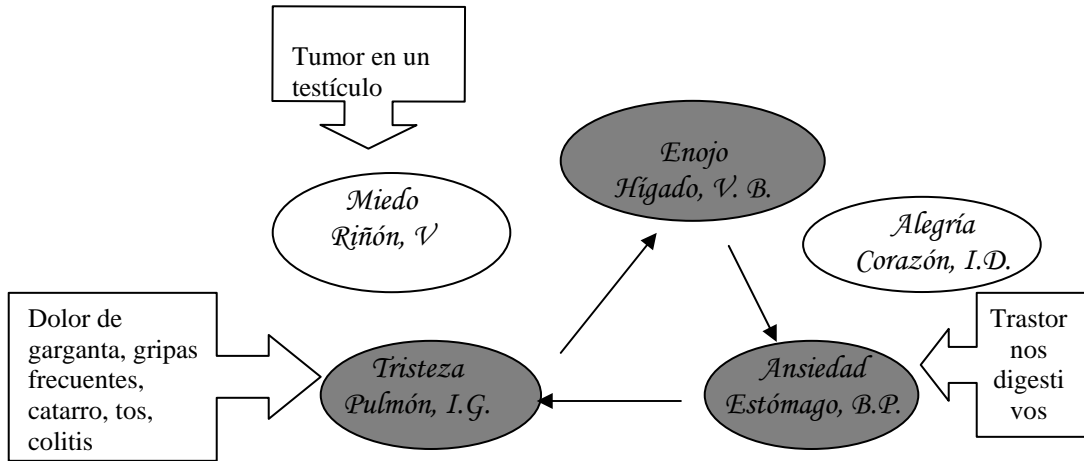 Tumor en un
testículo
Enojo
Hígado, V. B.
Miedo
Riñón, V
Alegría
Corazón, I.D.
Dolor de
garganta, gripas
frecuentes,
catarro, tos,
colitis
Tristeza
Pulmón, I.G.
Ansiedad
Estómago, B.P.
Trastor
nos
digesti
vos